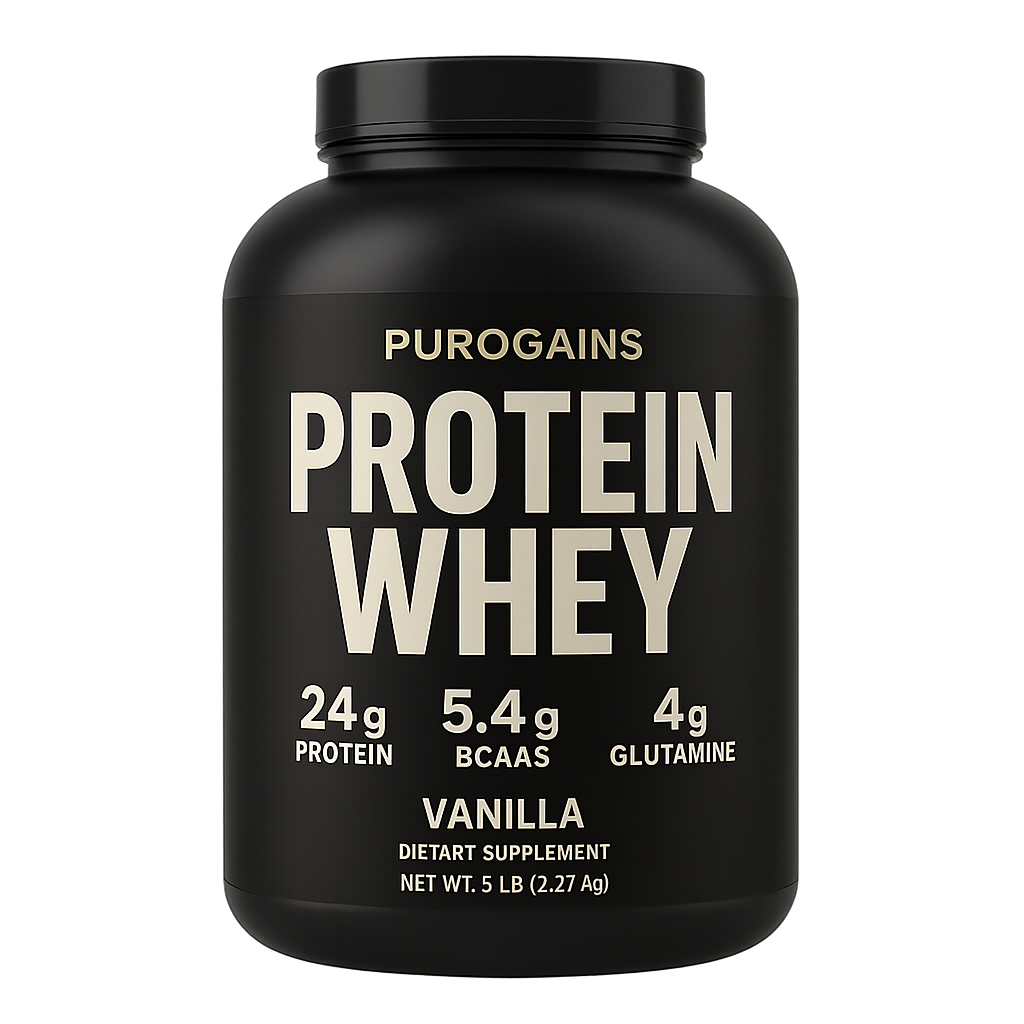 PUROGAINS
PROTEIN
WHEY
24g 5.4g 4g
PROTEIN BCAAS GLUTAMINE
VANILLA
DIETART SUPPLEMENT
NET WT. 5 LB (2.27 Ag)